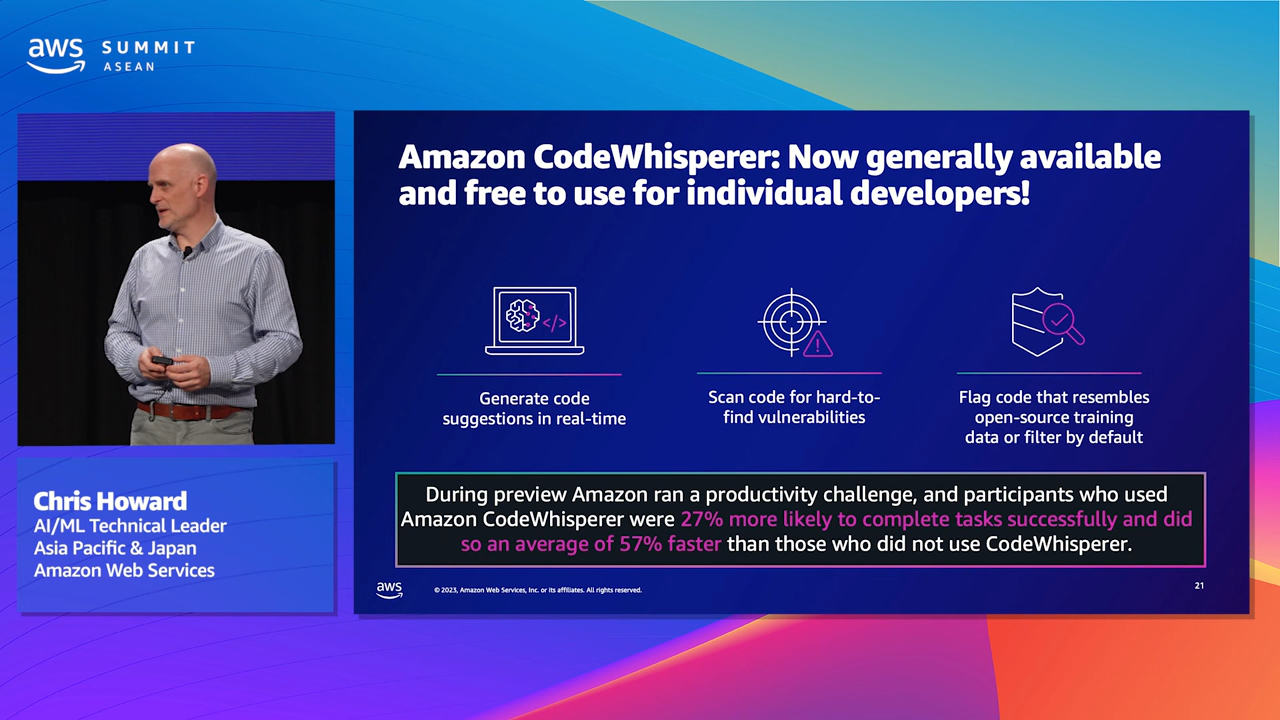 aws SUMMIT
ASEAN
Amazon CodeWhisperer: Now generally available
and free to use for individual developers!
</>
Generate code
suggestions in real-time
Scan code for hard-to-
find vulnerabilities
Flag code that resembles
open-source training
data or filter by default
During preview Amazon ran a productivity challenge, and participants who used
Amazon CodeWhisperer were 27% more likely to complete tasks successfully and did
so an average of 57% faster than those who did not use CodeWhisperer.
aws
© 2023, Amazon Web Services, Inc. or its affiliates. All rights reserved.
21
Chris Howard
AI/ML Technical Leader
Asia Pacific & Japan
Amazon Web Services